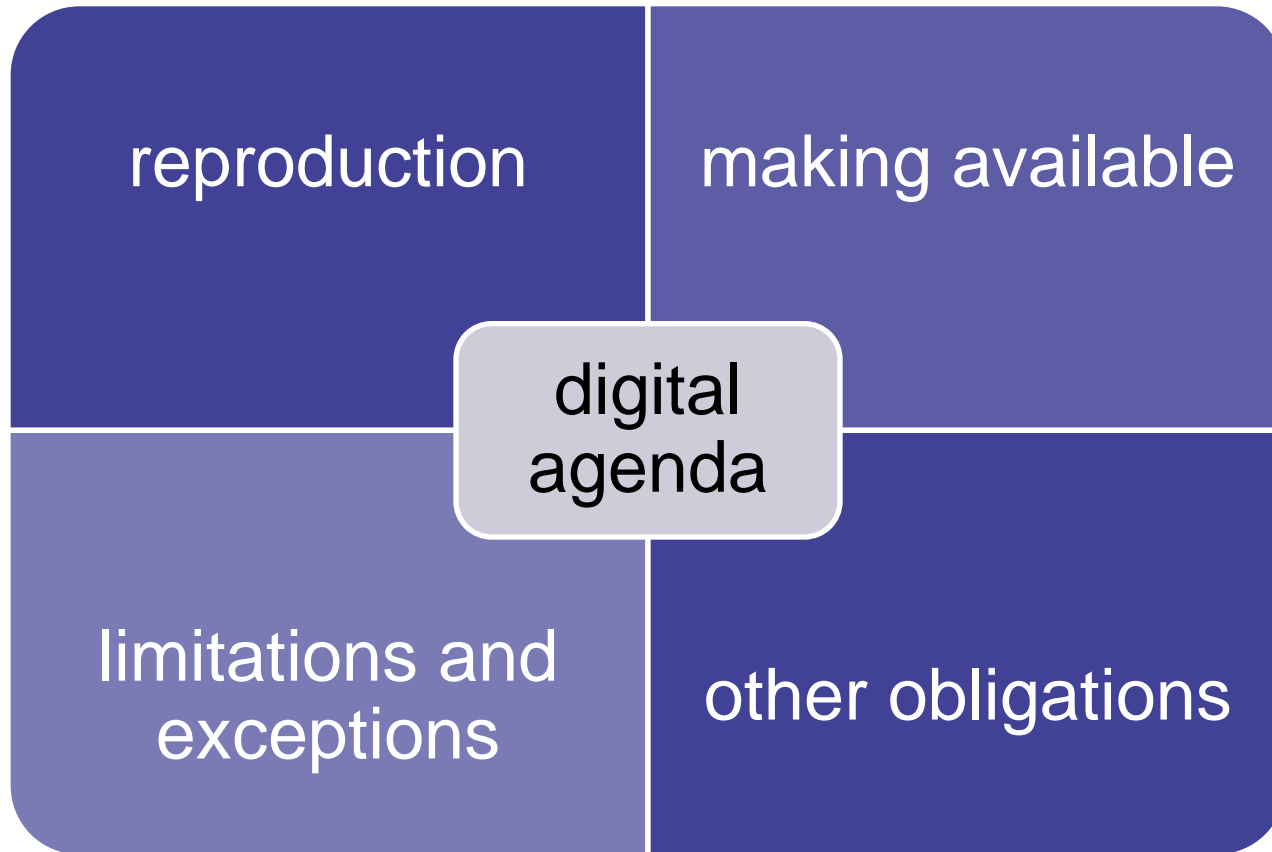 reproduction
making available
digital
agenda
limitations and
exceptions
other obligations